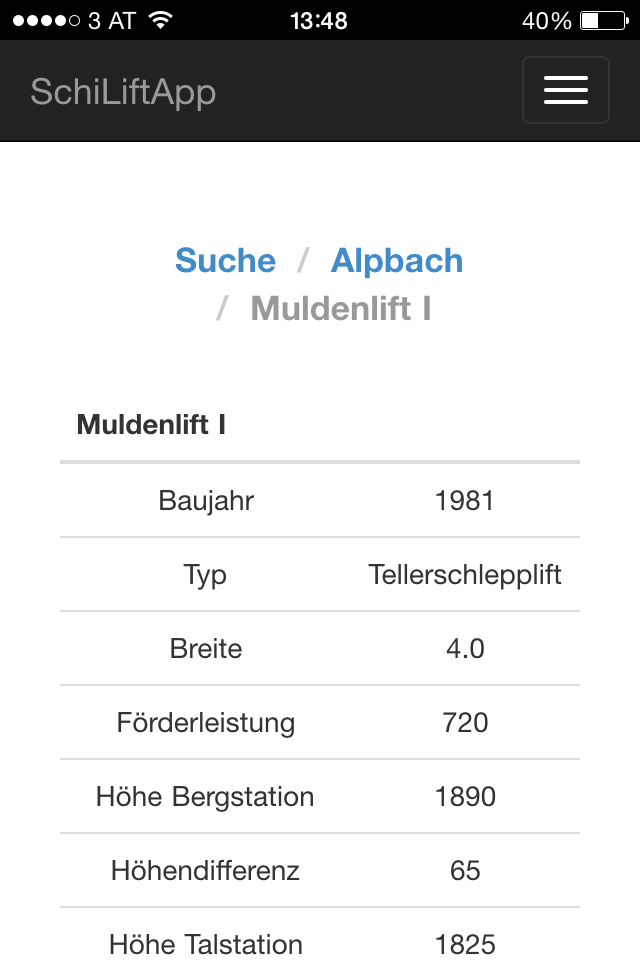 3 AT 13:48 40%
SchiLiftApp
Suche / Alpbach
/ Muldenlift I
Muldenlift I
Baujahr 1981
Typ Tellerschlepplift
Breite 4.0
Förderleistung 720
Höhe Bergstation 1890
Höhendifferenz 65
Höhe Talstation 1825